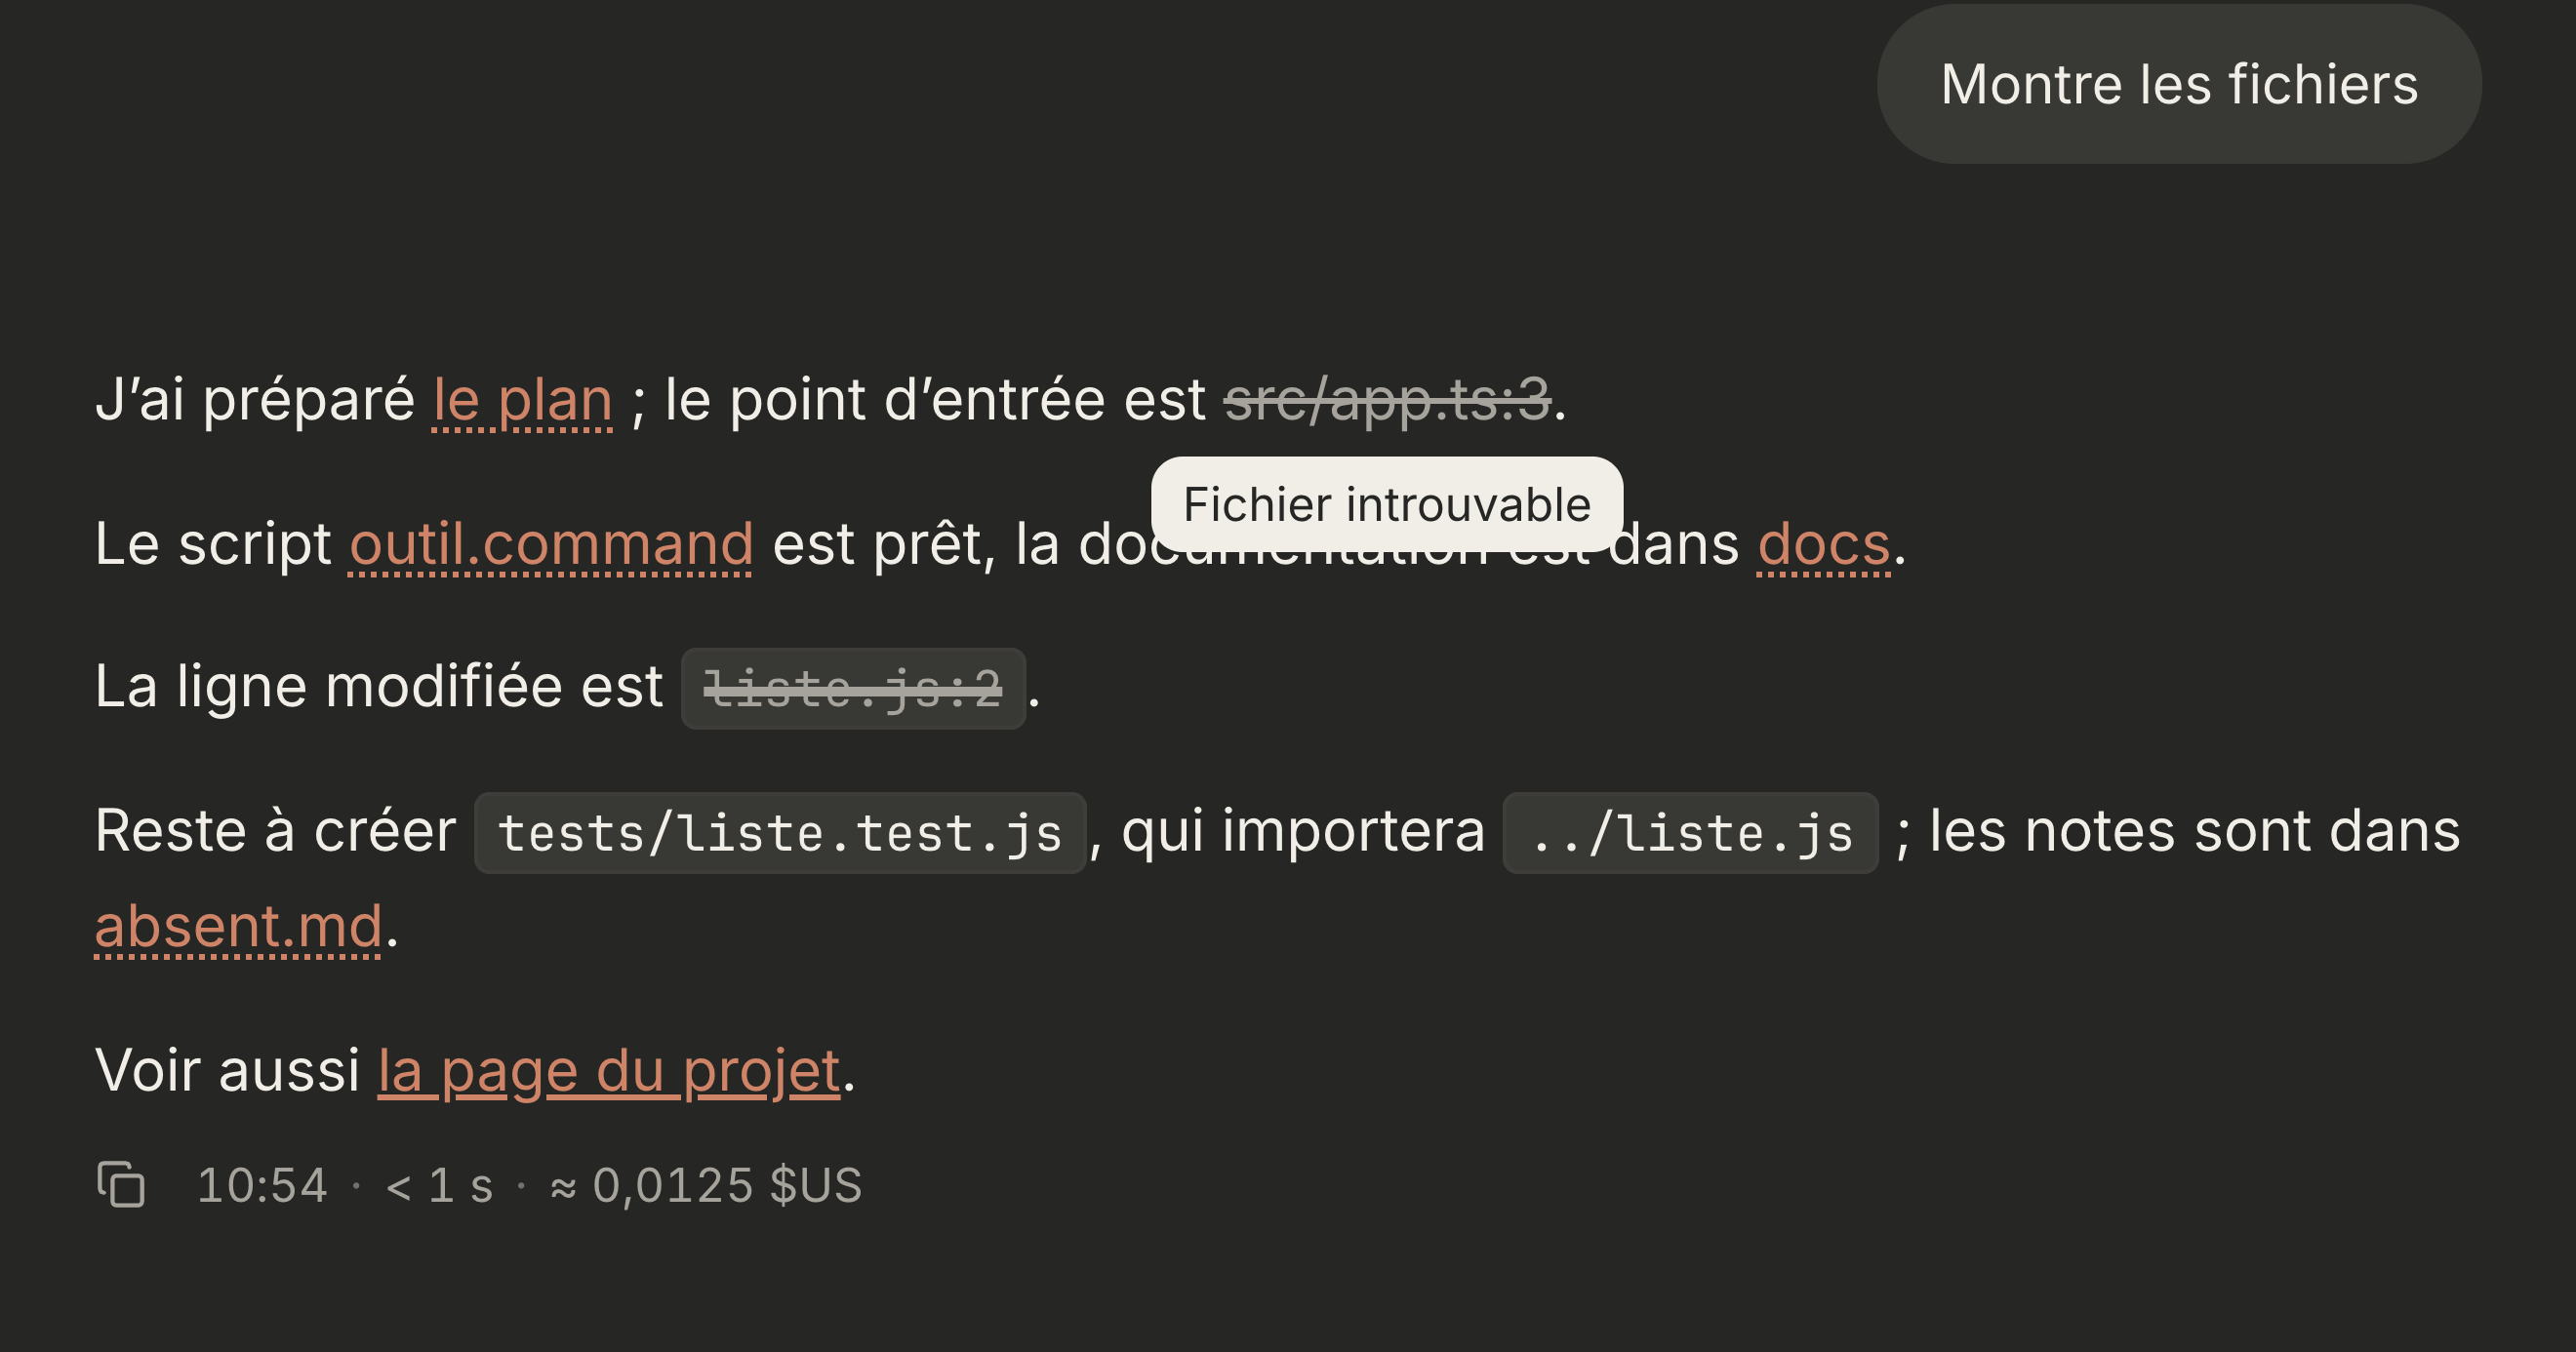 Montre les fichiers
J’ai préparé le plan ; le point d’entrée est src/app.ts:3.
Fichier introuvable
Le script outil.command est prêt, la documentation est dans docs.
La ligne modifiée est liste.js:2.
Reste à créer tests/liste.test.js, qui importera ../liste.js ; les notes sont dans
absent.md.
Voir aussi la page du projet.
10:54 · < 1 s · ≈ 0,0125 $US